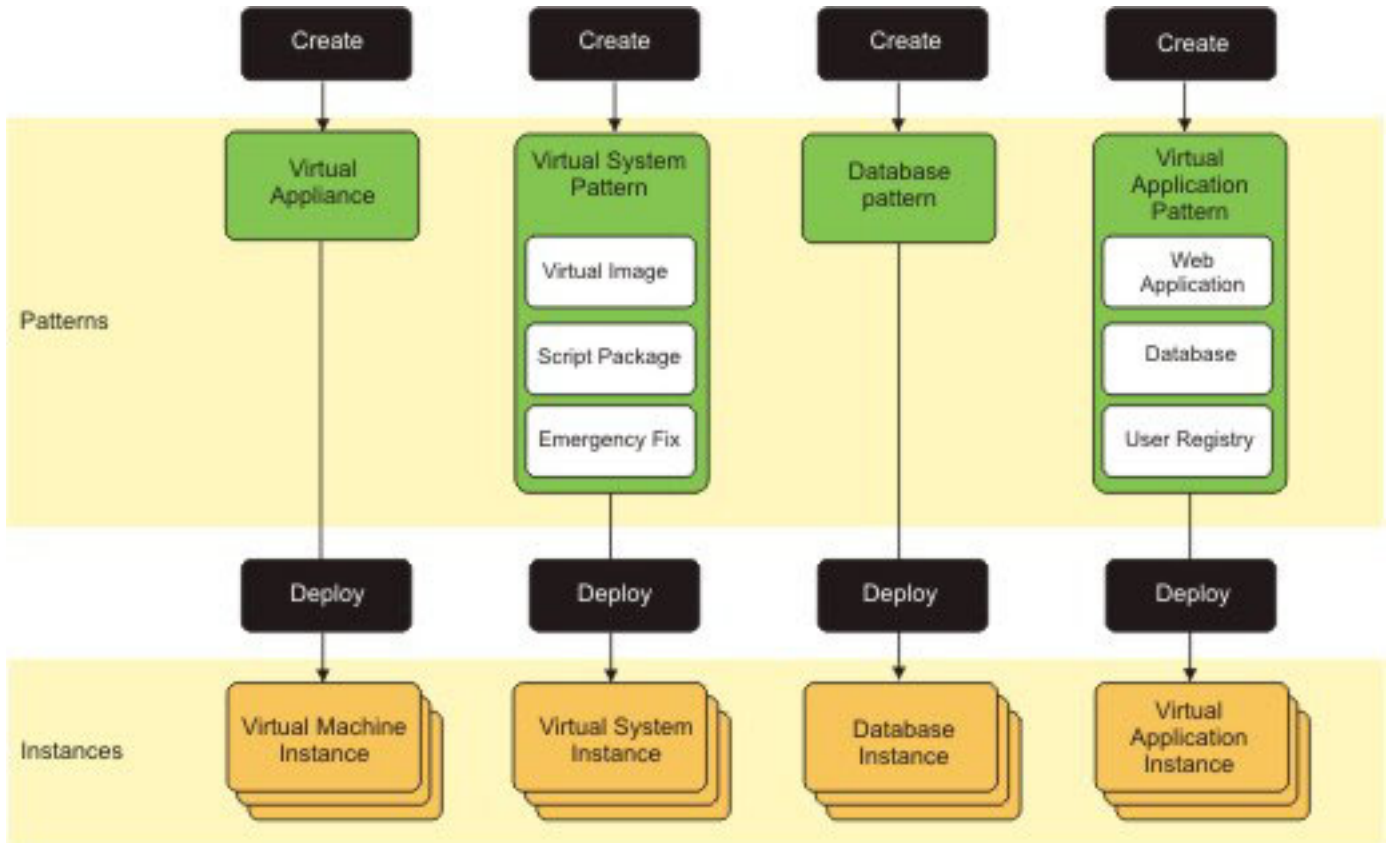 Create
Create
Create
Create
Virtual
Appliance
Virtual System
Pattern
Virtual Image
Script Package
Emergency Fix
Database
pattern
Virtual
Application
Pattern
Web
Application
Database
User Registry
Patterns
Deploy
Deploy
Deploy
Deploy
Instances
Virtual Machine
Instance
Virtual System
Instance
Database
Instance
Virtual
Application
Instance